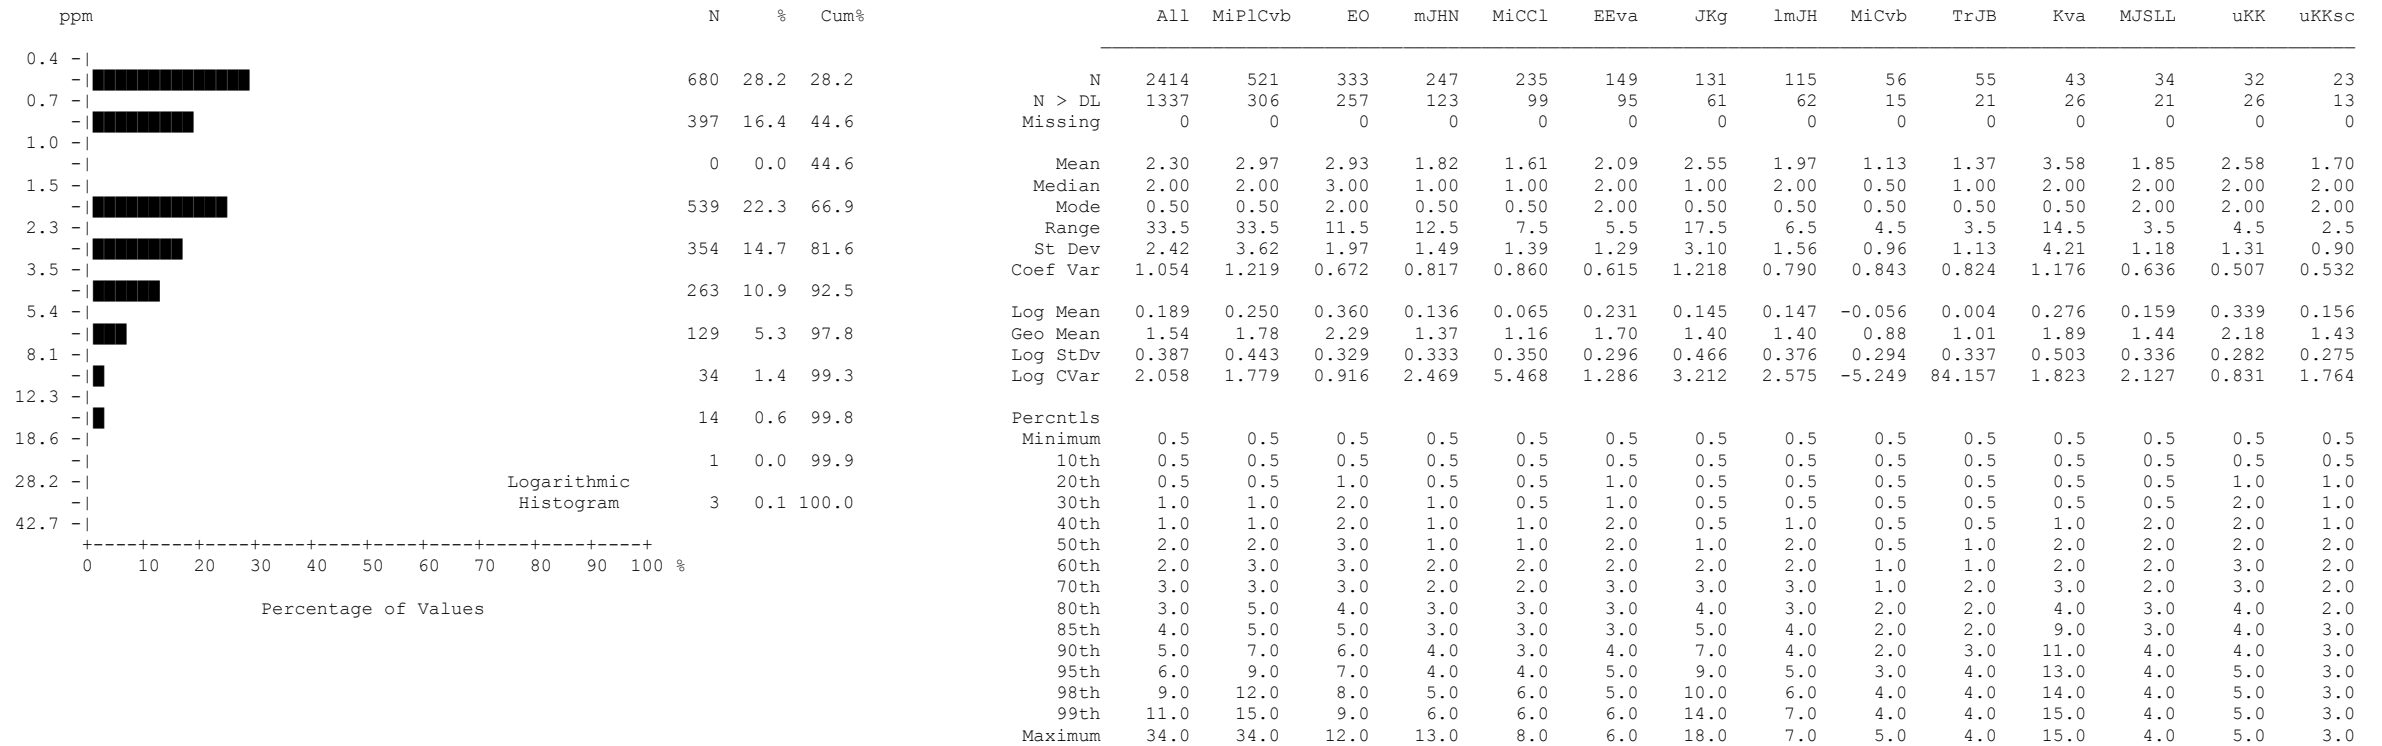 ppm N % Cum% All MiPlCvb EO mJHN MiCCl EEva JKg lmJH MiCvb TrJB Kva MJSLL uKK uKKsc
0.4 -|
-| 680 28.2 28.2 N 2414 521 333 247 235 149 131 115 56 55 43 34 32 23
0.7 -| N > DL 1337 306 257 123 99 95 61 62 15 21 26 21 26 13
-| 397 16.4 44.6 Missing 0 0 0 0 0 0 0 0 0 0 0 0 0 0
1.0 -|
-| 0 0.0 44.6 Mean 2.30 2.97 2.93 1.82 1.61 2.09 2.55 1.97 1.13 1.37 3.58 1.85 2.58 1.70
1.5 -| Median 2.00 2.00 3.00 1.00 1.00 2.00 1.00 2.00 0.50 1.00 2.00 2.00 2.00 2.00
-| 539 22.3 66.9 Mode 0.50 0.50 2.00 0.50 0.50 2.00 0.50 0.50 0.50 0.50 0.50 2.00 2.00 2.00
2.3 -| Range 33.5 33.5 11.5 12.5 7.5 5.5 17.5 6.5 4.5 3.5 14.5 3.5 4.5 2.5
-| 354 14.7 81.6 St Dev 2.42 3.62 1.97 1.49 1.39 1.29 3.10 1.56 0.96 1.13 4.21 1.18 1.31 0.90
3.5 -| Coef Var 1.054 1.219 0.672 0.817 0.860 0.615 1.218 0.790 0.843 0.824 1.176 0.636 0.507 0.532
-| 263 10.9 92.5
5.4 -| Log Mean 0.189 0.250 0.360 0.136 0.065 0.231 0.145 0.147 -0.056 0.004 0.276 0.159 0.339 0.156
-| 129 5.3 97.8 Geo Mean 1.54 1.78 2.29 1.37 1.16 1.70 1.40 1.40 0.88 1.01 1.89 1.44 2.18 1.43
8.1 -| Log StDv 0.387 0.443 0.329 0.333 0.350 0.296 0.466 0.376 0.294 0.337 0.503 0.336 0.282 0.275
-| 34 1.4 99.3 Log CVar 2.058 1.779 0.916 2.469 5.468 1.286 3.212 2.575 -5.249 84.157 1.823 2.127 0.831 1.764
12.3 -|
-| 14 0.6 99.8 Percntls
18.6 -| Minimum 0.5 0.5 0.5 0.5 0.5 0.5 0.5 0.5 0.5 0.5 0.5 0.5 0.5 0.5
-| 1 0.0 99.9 10th 0.5 0.5 0.5 0.5 0.5 0.5 0.5 0.5 0.5 0.5 0.5 0.5 0.5 0.5
28.2 -| Logarithmic 20th 0.5 0.5 1.0 0.5 0.5 1.0 0.5 0.5 0.5 0.5 0.5 0.5 1.0 1.0
-| Histogram 3 0.1 100.0 30th 1.0 1.0 2.0 1.0 0.5 1.0 0.5 0.5 0.5 0.5 0.5 0.5 2.0 1.0
42.7 -| 40th 1.0 1.0 2.0 1.0 1.0 2.0 0.5 1.0 0.5 0.5 1.0 2.0 2.0 1.0
+----+----+----+----+----+----+----+----+----+----+ 50th 2.0 2.0 3.0 1.0 1.0 2.0 1.0 2.0 0.5 1.0 2.0 2.0 2.0 2.0
0 10 20 30 40 50 60 70 80 90 100 % 60th 2.0 3.0 3.0 2.0 2.0 2.0 2.0 2.0 1.0 1.0 2.0 2.0 3.0 2.0
70th 3.0 3.0 3.0 2.0 2.0 3.0 3.0 3.0 1.0 2.0 3.0 2.0 3.0 2.0
Percentage of Values 80th 3.0 5.0 4.0 3.0 3.0 3.0 4.0 3.0 2.0 2.0 4.0 3.0 4.0 2.0
85th 4.0 5.0 5.0 3.0 3.0 3.0 5.0 4.0 2.0 2.0 9.0 3.0 4.0 3.0
90th 5.0 7.0 6.0 4.0 3.0 4.0 7.0 4.0 2.0 3.0 11.0 4.0 4.0 3.0
95th 6.0 9.0 7.0 4.0 4.0 5.0 9.0 5.0 3.0 4.0 13.0 4.0 5.0 3.0
98th 9.0 12.0 8.0 5.0 6.0 5.0 10.0 6.0 4.0 4.0 14.0 4.0 5.0 3.0
99th 11.0 15.0 9.0 6.0 6.0 6.0 14.0 7.0 4.0 4.0 15.0 4.0 5.0 3.0
Maximum 34.0 34.0 12.0 13.0 8.0 6.0 18.0 7.0 5.0 4.0 15.0 4.0 5.0 3.0